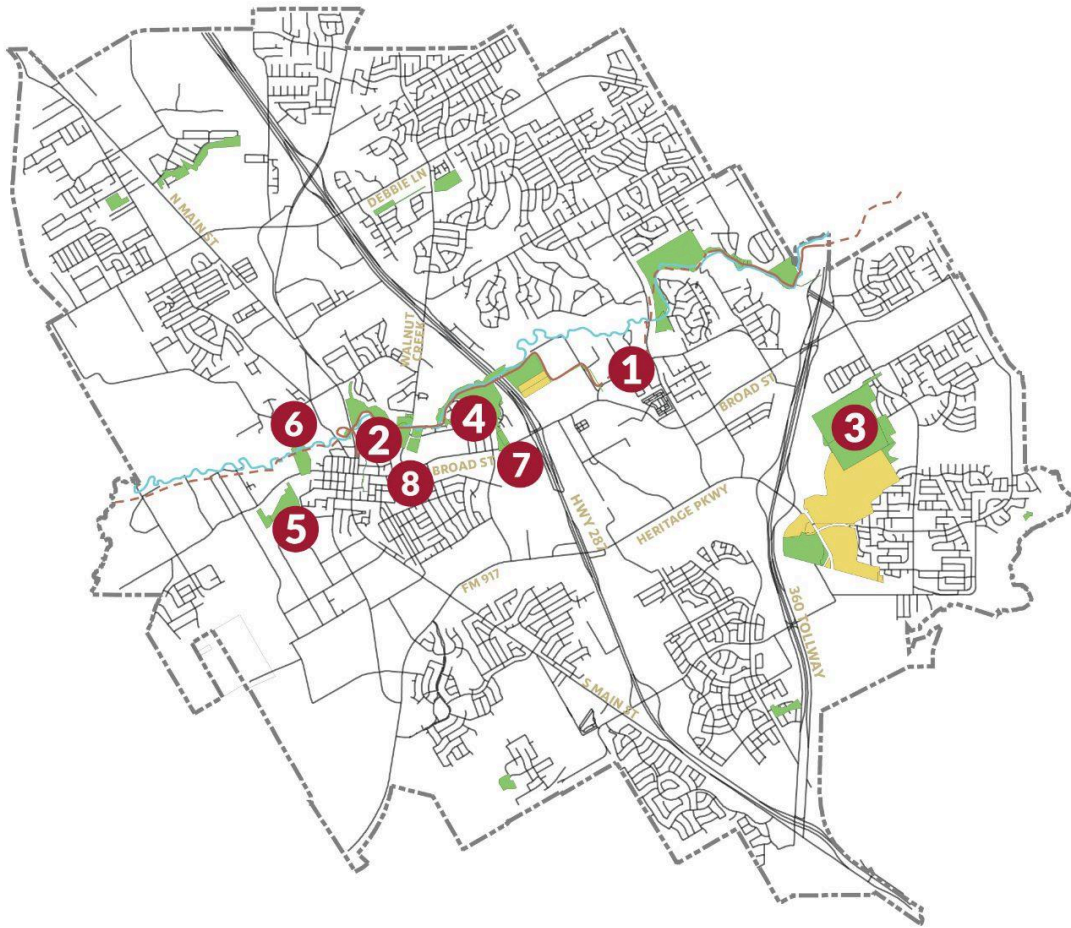 DEBBIE LN
N MAIN ST
WALNUT
CREEK
1
BROAD ST
3
6
2
4
7
BROAD ST
8
5
HWY 287
HERITAGE PKWY
FM 917
360 TOLLWAY
S MAIN ST